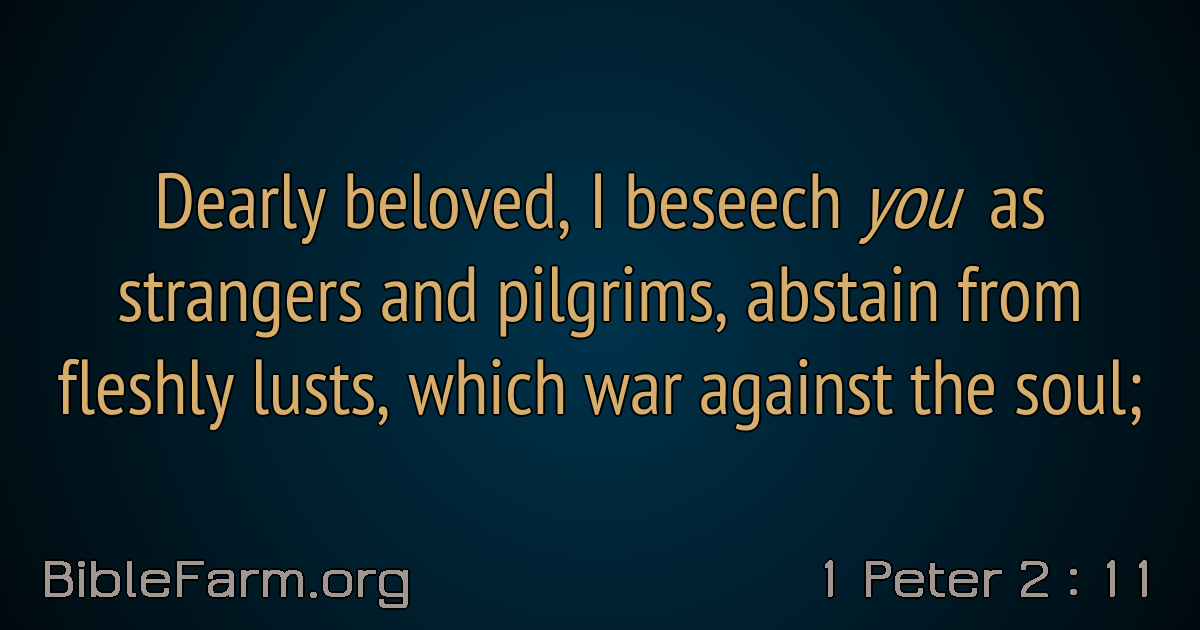 Dearly beloved, I beseech you as
strangers and pilgrims, abstain from
fleshly lusts, which war against the soul;
BibleFarm.org
1 Peter 2 : 11